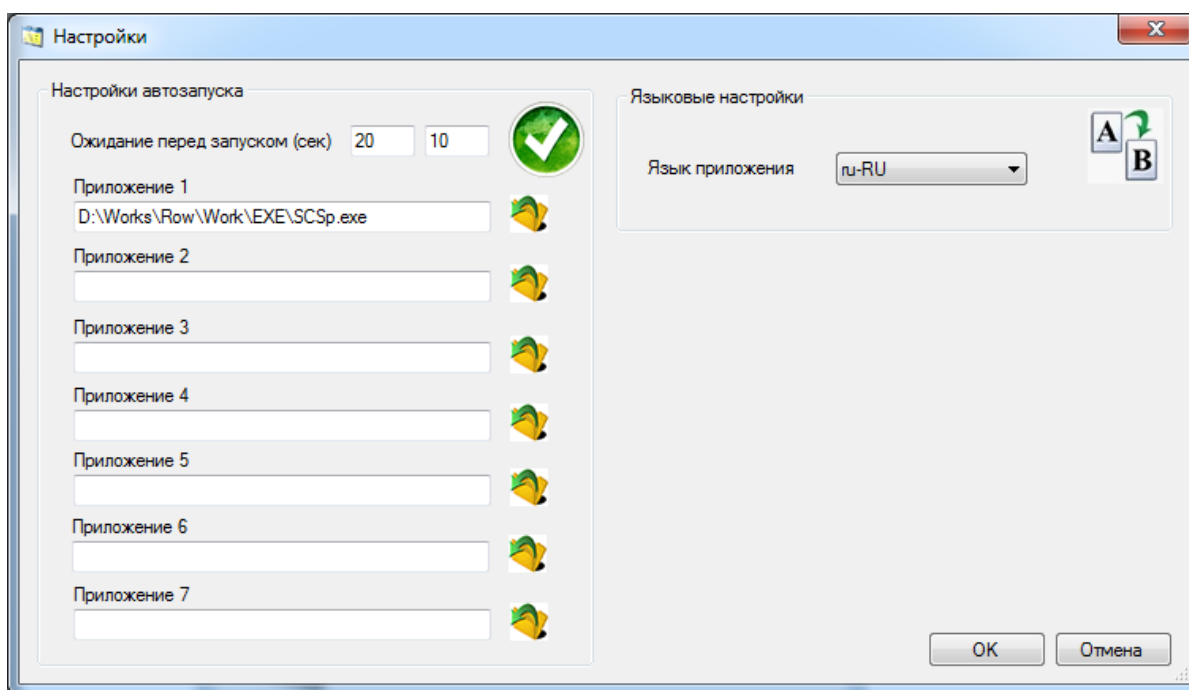 Настройки
Настройки автозапуска
Ожидание перед запуском (сек) 20 10
Приложение 1
D:\Works\Row\Work\EXE\SCSp.exe
Приложение 2
Приложение 3
Приложение 4
Приложение 5
Приложение 6
Приложение 7
Языковые настройки
Язык приложения ru-RU
A
B
OK Отмена